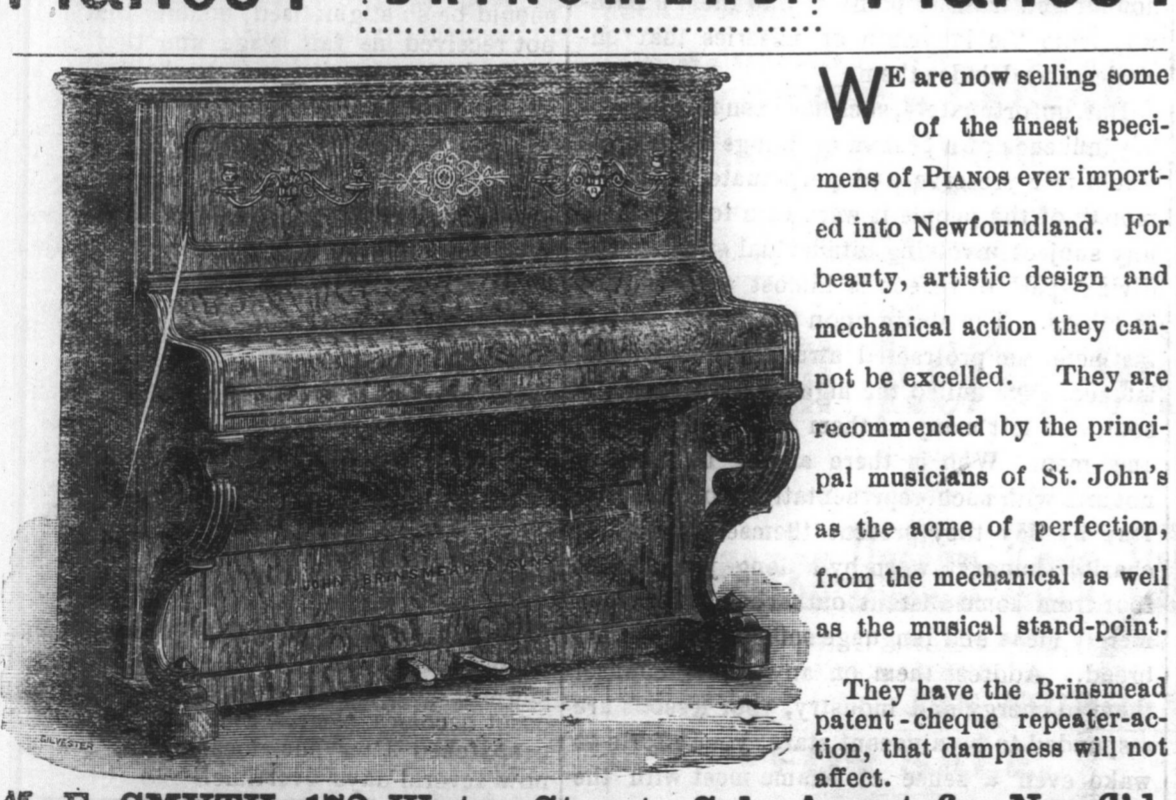 WE are now selling some
of the finest speci-
mens of PIANOS ever import-
ed into Newfoundland. For
beauty, artistic design and
mechanical action they can-
not be excelled. They are
recommended by the princi-
pal musicians of St. John's
as the acme of perfection,
from the mechanical as well
as the musical stand-point.
They have the Brinsmead
patent-cheque repeater-ac-
tion, that dampness will not
affect.
JOHN BRINSMEAD & SONS
SILVESTER